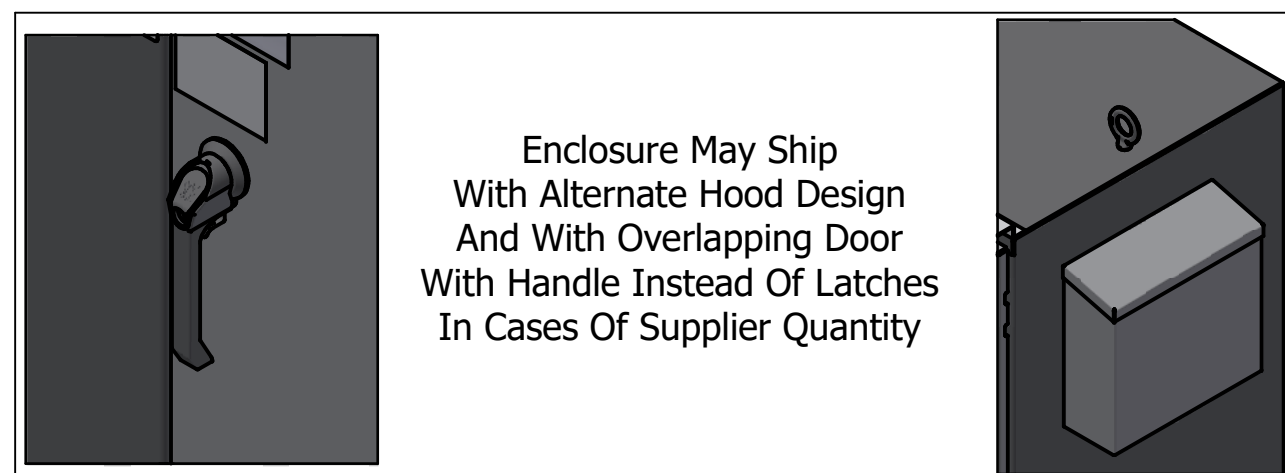 Enclosure May Ship
With Alternate Hood Design
And With Overlapping Door
With Handle Instead Of Latches
In Cases Of Supplier Quantity